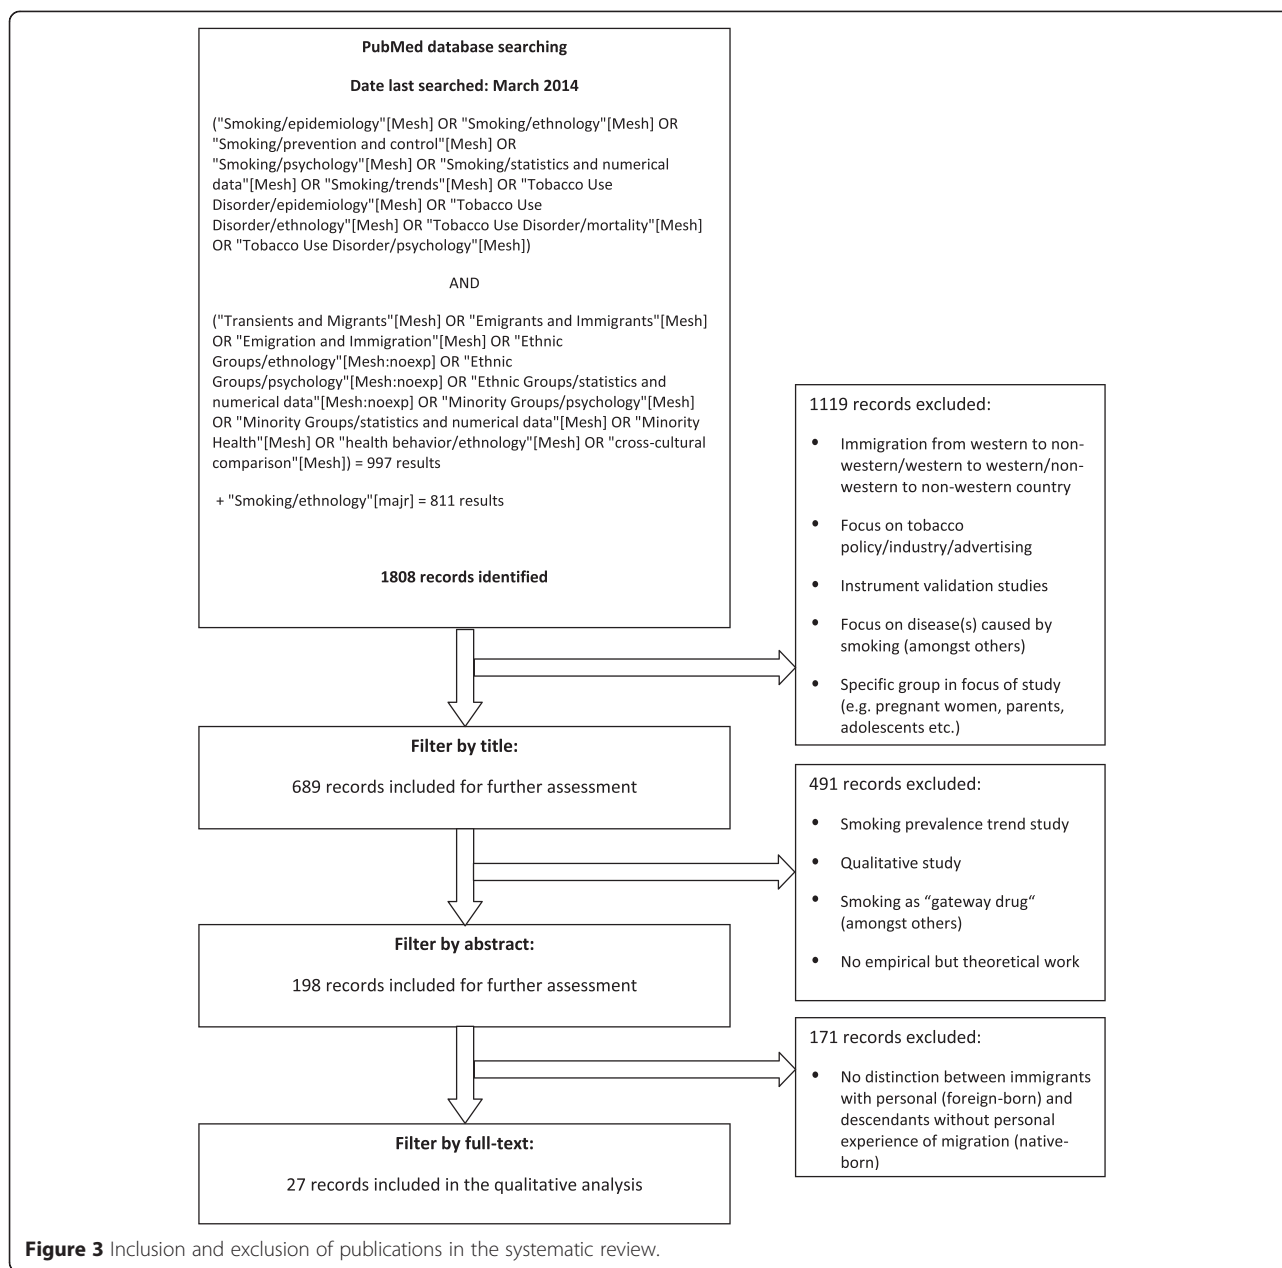 PubMed database searching
Date last searched: March 2014
("Smoking/epidemiology"[Mesh] OR "Smoking/ethnology"[Mesh] OR
"Smoking/prevention and control"[Mesh] OR
"Smoking/psychology"[Mesh] OR "Smoking/statistics and numerical
data"[Mesh] OR "Smoking/trends"[Mesh] OR "Tobacco Use
Disorder/epidemiology"[Mesh] OR "Tobacco Use
Disorder/ethnology"[Mesh] OR "Tobacco Use Disorder/mortality"[Mesh]
OR "Tobacco Use Disorder/psychology"[Mesh])
AND
("Transients and Migrants"[Mesh] OR "Emigrants and Immigrants"[Mesh]
OR "Emigration and Immigration"[Mesh] OR "Ethnic
Groups/ethnology"[Mesh:noexp] OR "Ethnic
Groups/psychology"[Mesh:noexp] OR "Ethnic Groups/statistics and
numerical data"[Mesh:noexp] OR "Minority Groups/psychology"[Mesh]
OR "Minority Groups/statistics and numerical data"[Mesh] OR "Minority
Health"[Mesh] OR "health behavior/ethnology"[Mesh] OR "cross-cultural
comparison"[Mesh]) = 997 results
+ "Smoking/ethnology"[majr] = 811 results
1808 records identified
1119 records excluded:
• Immigration from western to non-
western/western to western/non-
western to non-western country
• Focus on tobacco
policy/industry/advertising
• Instrument validation studies
• Focus on disease(s) caused by
smoking (amongst others)
• Specific group in focus of study
(e.g. pregnant women, parents,
adolescents etc.)
Filter by title:
689 records included for further assessment
491 records excluded:
• Smoking prevalence trend study
• Qualitative study
• Smoking as “gateway drug“
(amongst others)
• No empirical but theoretical work
Filter by abstract:
198 records included for further assessment
171 records excluded:
• No distinction between immigrants
with personal (foreign-born) and
descendants without personal
experience of migration (native-
born)
Filter by full-text:
27 records included in the qualitative analysis
Figure 3 Inclusion and exclusion of publications in the systematic review.